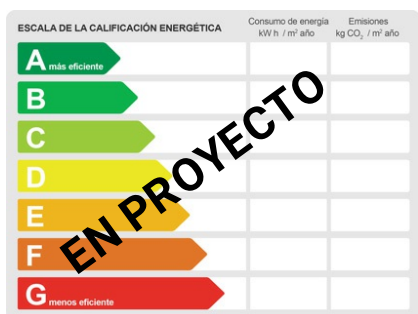 ESCALA DE LA CALIFICACIÓN ENERGÉTICA
Consumo de energía
kW h / m² año
Emisiones
kg CO₂ / m² año
A más eficiente
B
C
D
E
F
G menos eficiente
EN PROYECTO